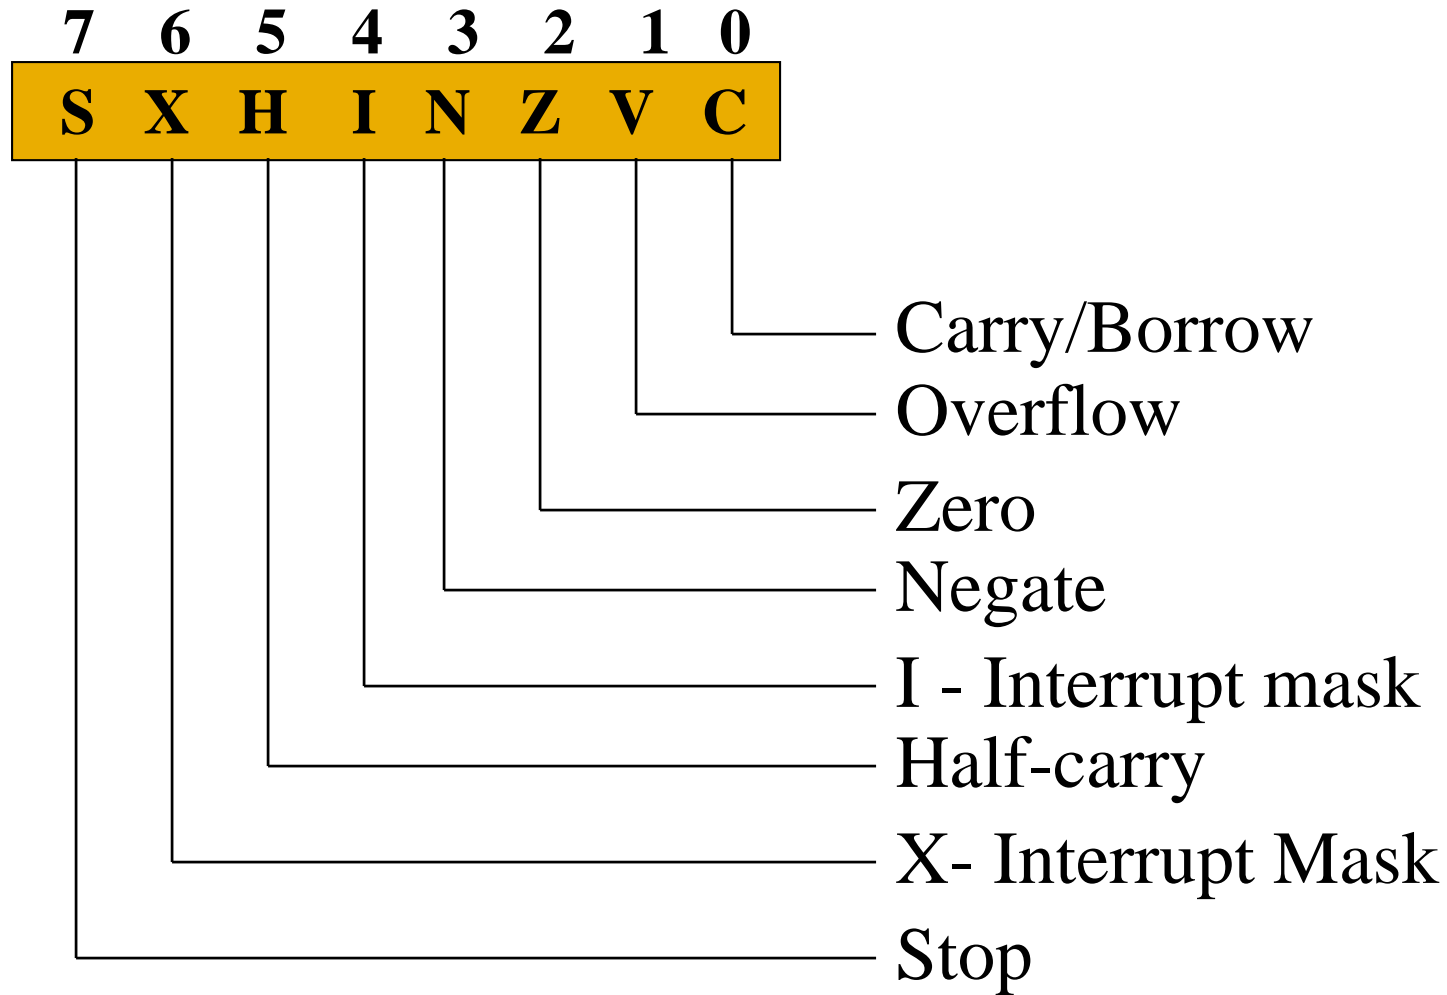 7 6 5 4 3 2 1 0
S X H I N Z V C
Carry/Borrow
Overflow
Zero
Negate
I - Interrupt mask
Half-carry
X- Interrupt Mask
Stop